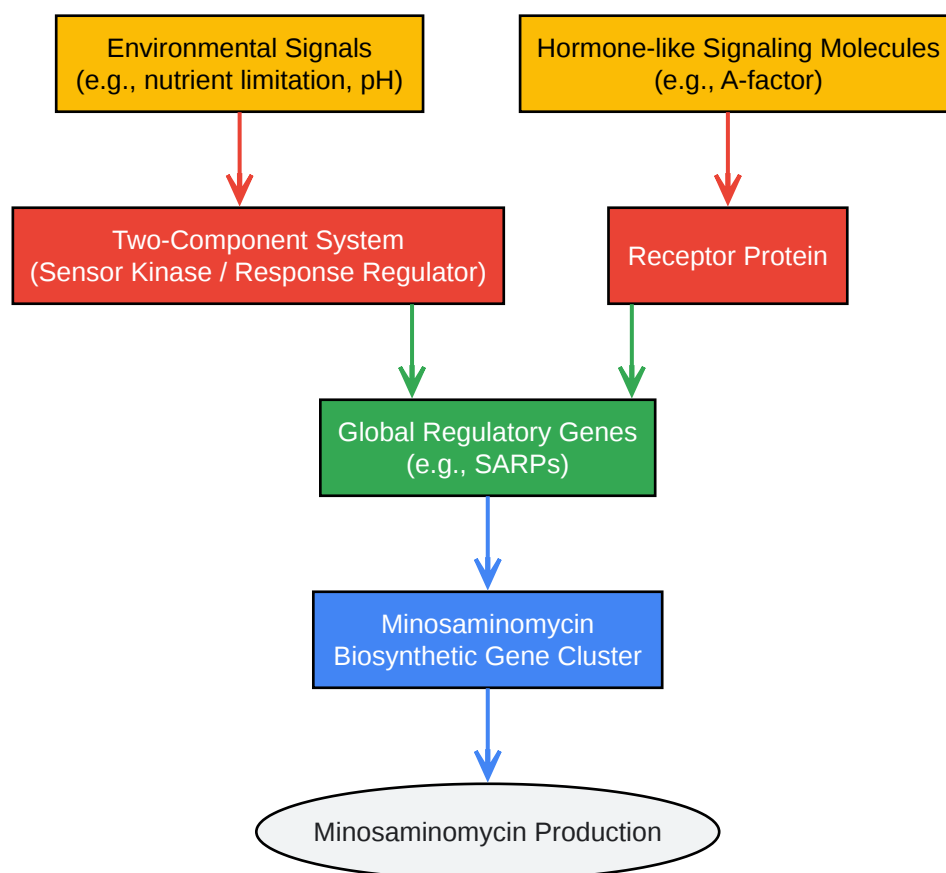 Environmental Signals
(e.g., nutrient limitation, pH)
Hormone-like Signaling Molecules
(e.g., A-factor)
Two-Component System
(Sensor Kinase / Response Regulator)
Receptor Protein
Global Regulatory Genes
(e.g., SARPs)
Minosaminomycin
Biosynthetic Gene Cluster
Minosaminomycin Production